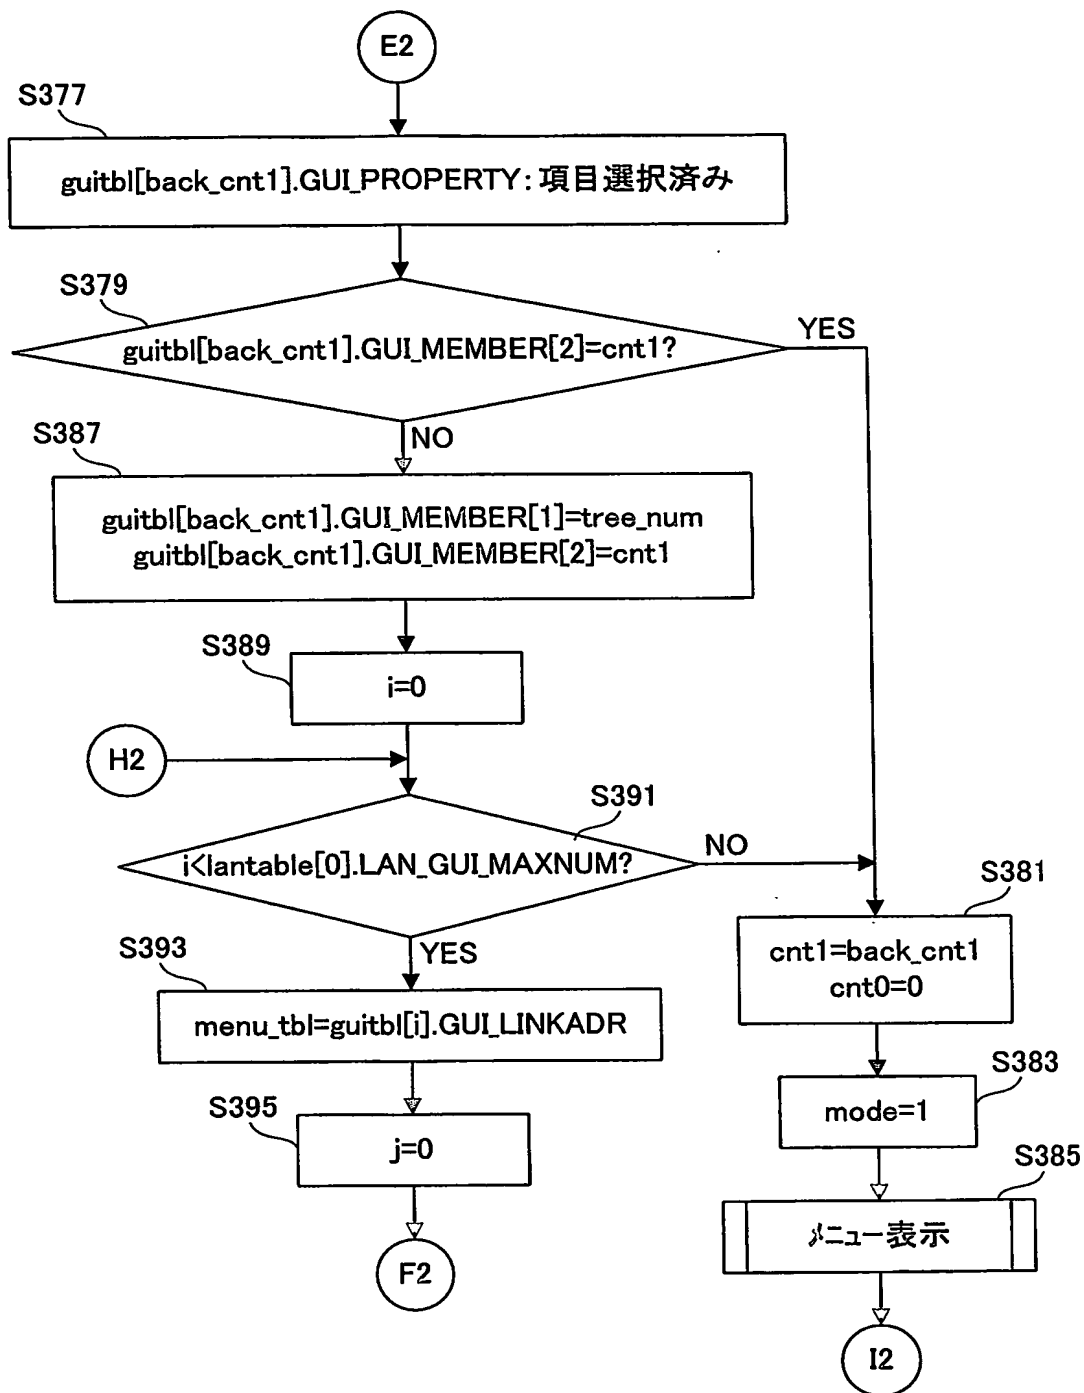 E2
S377
guitbl[back_cnt1].GUI_PROPERTY:項目選択済み
S379
guitbl[back_cnt1].GUI_MEMBER[2]=cnt1?
YES
NO
S387
guitbl[back_cnt1].GUI_MEMBER[1]=tree_num
guitbl[back_cnt1].GUI_MEMBER[2]=cnt1
S389
i=0
H2
S391
i<lantable[0].LAN_GUI_MAXNUM?
NO
YES
S381
cnt1=back_cnt1
cnt0=0
S393
menu_tbl=guitbl[i].GUI_LINKADR
S383
mode=1
S395
j=0
S385
メニュー表示
F2
I2